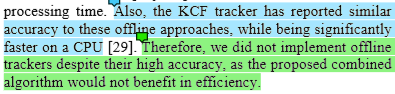 processing time. Also, the KCF tracker has reported similar
accuracy to these offline approaches, while being significantly
faster on a CPU [29]. Therefore, we did not implement offline
trackers despite their high accuracy, as the proposed combined
algorithm would not benefit in efficiency.